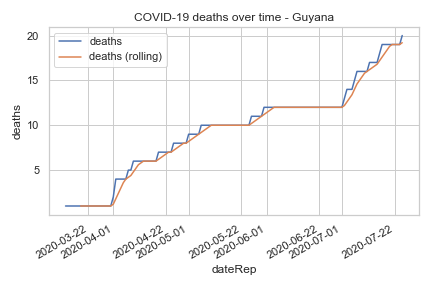 COVID-19 deaths over time - Guyana
deaths
deaths (rolling)
20
15
10
5
deaths
2020-03-22
2020-04-01
2020-04-22
2020-05-01
2020-05-22
2020-06-01
2020-06-22
2020-07-01
2020-07-22
dateRep